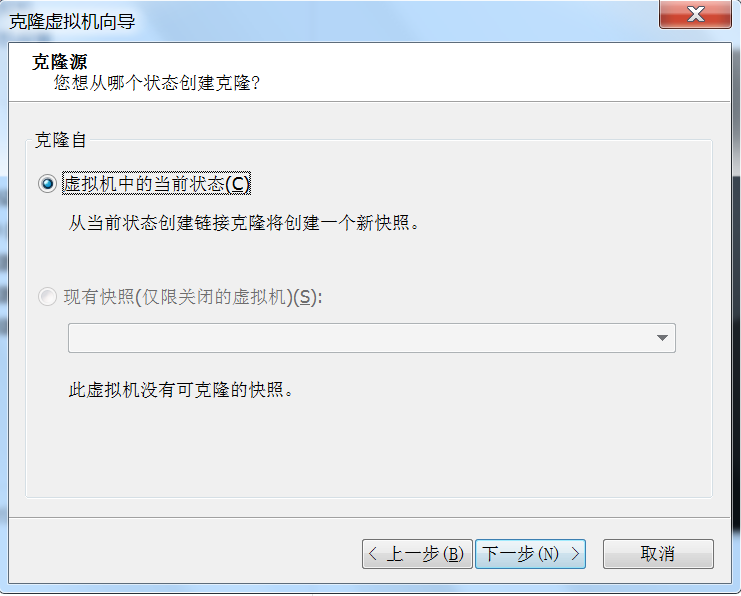 克隆虚拟机向导
克隆源
您想从哪个状态创建克隆?
克隆自
虚拟机中的当前状态(C)
从当前状态创建链接克隆将创建一个新快照。
现有快照(仅限关闭的虚拟机)(S):
此虚拟机没有可克隆的快照。
< 上一步(B) 下一步(N) > 取消